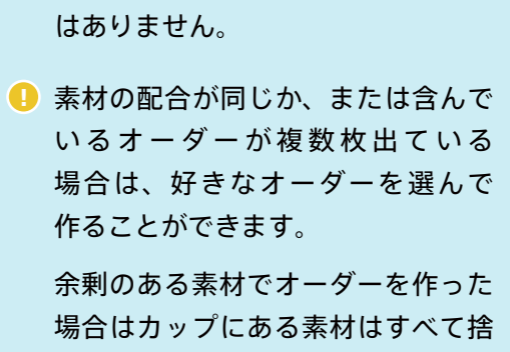 はありません。
素材の配合が同じか、または含んで
いるオーダーが複数枚出ている
場合は、好きなオーダーを選んで
作ることができます。
余剰のある素材でオーダーを作った
場合はカップにある素材はすべて捨